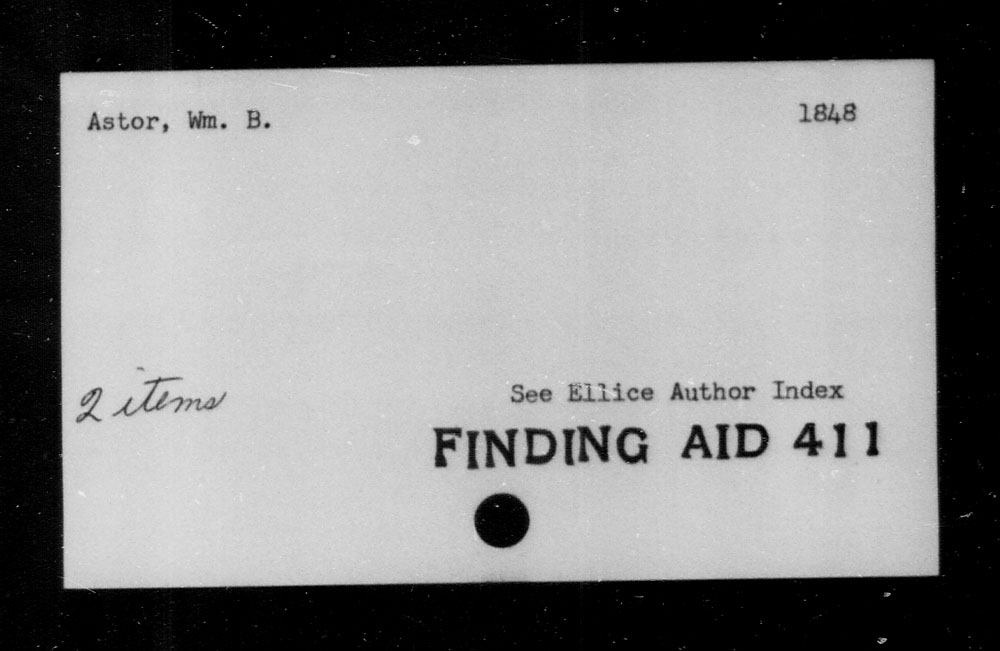 Astor, Wm. B.
1848
2 items
See Ellice Author Index
FINDING AID 411